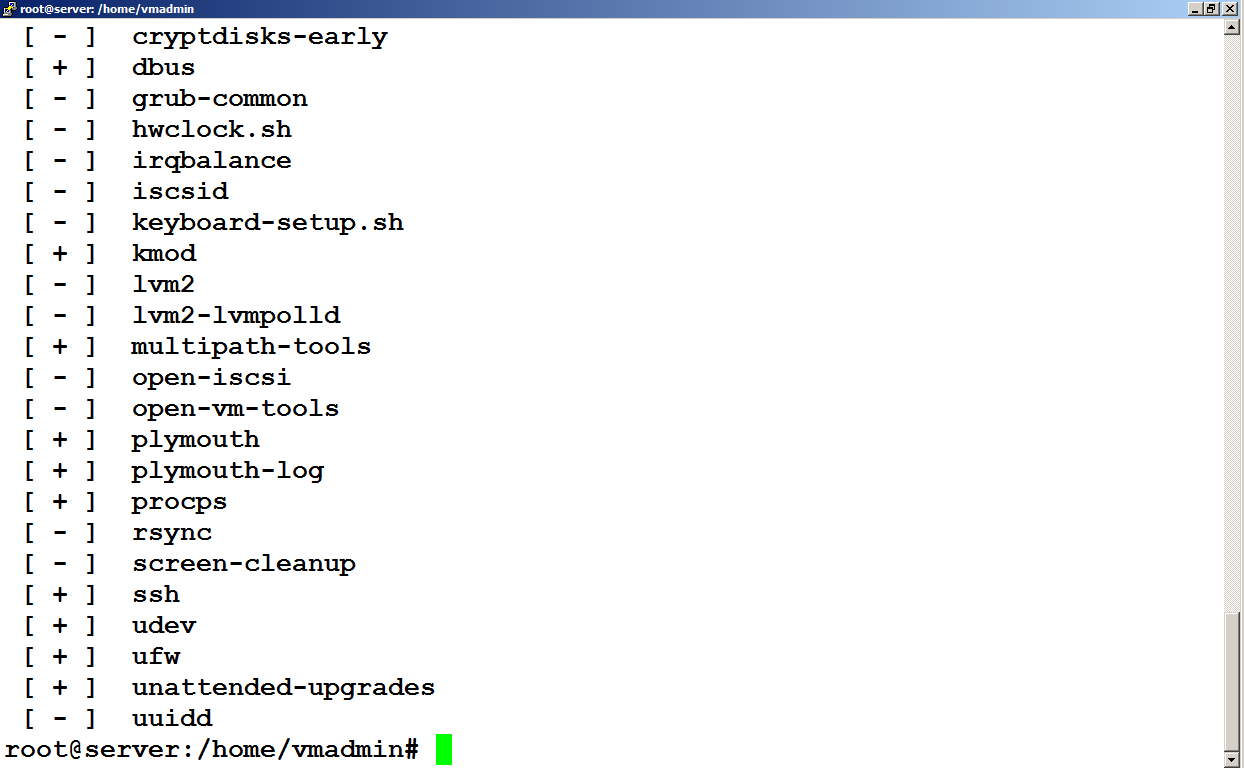 root@server: /home/vmadmin
[ - ]  cryptdisks-early
[ + ]  dbus
[ - ]  grub-common
[ - ]  hwclock.sh
[ - ]  irqbalance
[ - ]  iscsid
[ - ]  keyboard-setup.sh
[ + ]  kmod
[ - ]  lvm2
[ - ]  lvm2-lvmpolld
[ + ]  multipath-tools
[ - ]  open-iscsi
[ - ]  open-vm-tools
[ + ]  plymouth
[ + ]  plymouth-log
[ + ]  procps
[ - ]  rsync
[ - ]  screen-cleanup
[ + ]  ssh
[ + ]  udev
[ + ]  ufw
[ + ]  unattended-upgrades
[ - ]  uuidd
root@server:/home/vmadmin#